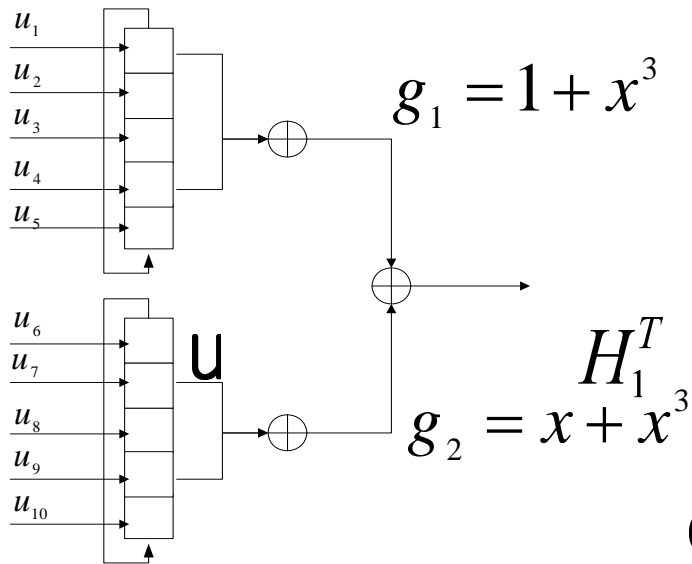 u₁
u₂
u₃
u₄
u₅
g₁ = 1 + x³
u₆
u₇
u₈
u₉
u₁₀
u
H₁ᵀ
g₂ = x + x³